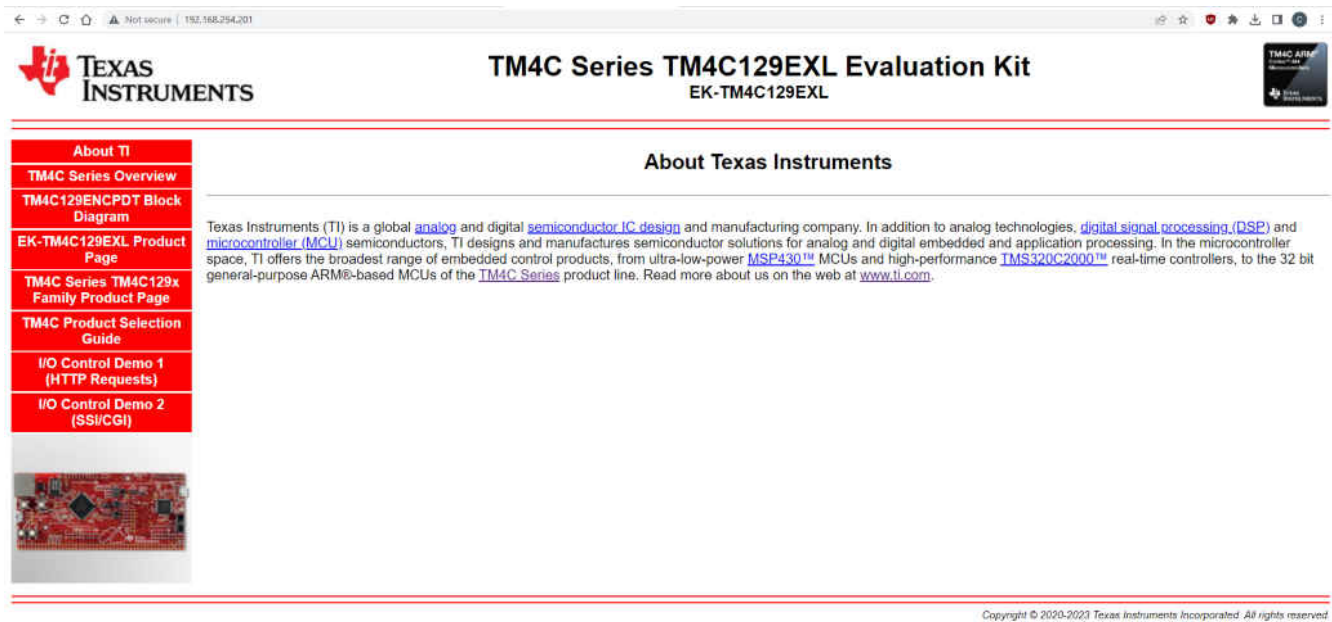 Not secure | 192.168.254.201
TEXAS
INSTRUMENTS
TM4C Series TM4C129EXL Evaluation Kit
EK-TM4C129EXL
TM4C ARM®
About TI
TM4C Series Overview
TM4C129ENCPDT Block
Diagram
EK-TM4C129EXL Product
Page
TM4C Series TM4C129x
Family Product Page
TM4C Product Selection
Guide
I/O Control Demo 1
(HTTP Requests)
I/O Control Demo 2
(SSI/CGI)
About Texas Instruments
Texas Instruments (TI) is a global analog and digital semiconductor IC design and manufacturing company. In addition to analog technologies, digital signal processing (DSP) and
microcontroller (MCU) semiconductors, TI designs and manufactures semiconductor solutions for analog and digital embedded and application processing. In the microcontroller
space, TI offers the broadest range of embedded control products, from ultra-low-power MSP430™ MCUs and high-performance TMS320C2000™ real-time controllers, to the 32 bit
general-purpose ARM®-based MCUs of the TM4C Series product line. Read more about us on the web at www.ti.com.
Copyright © 2020-2023 Texas Instruments Incorporated. All rights reserved.